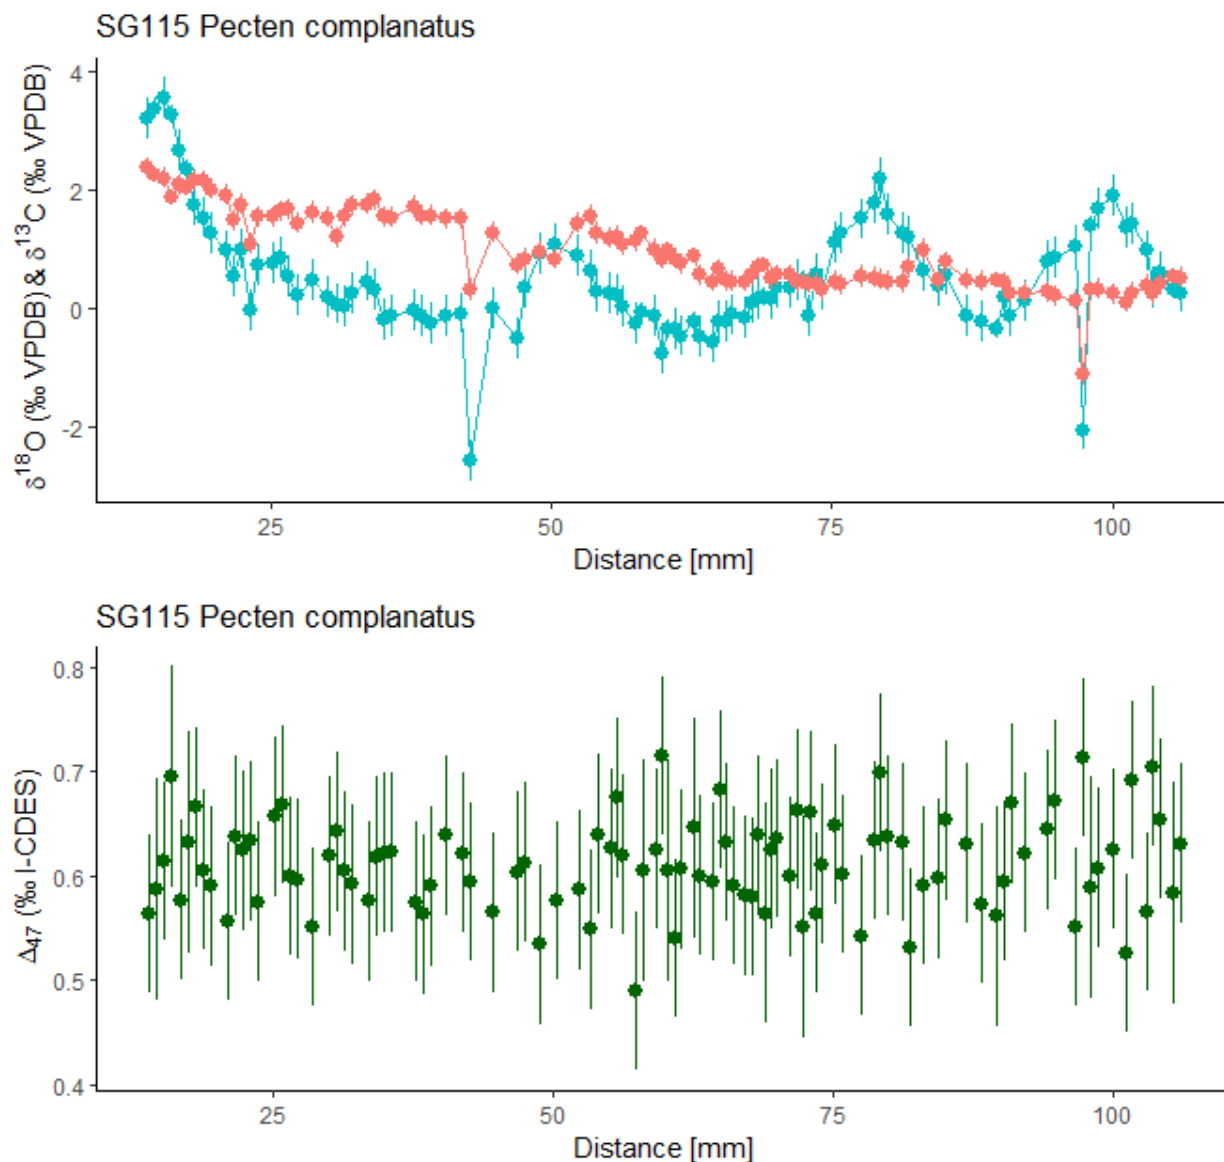 SG115 Pecten complanatus
δ18O (‰ VPDB) & δ13C (‰ VPDB)
4
2
0
-2
25 50 75 100
Distance [mm]
SG115 Pecten complanatus
Δ47 (‰ I-CDES)
0.8
0.7
0.6
0.5
0.4
25 50 75 100
Distance [mm]